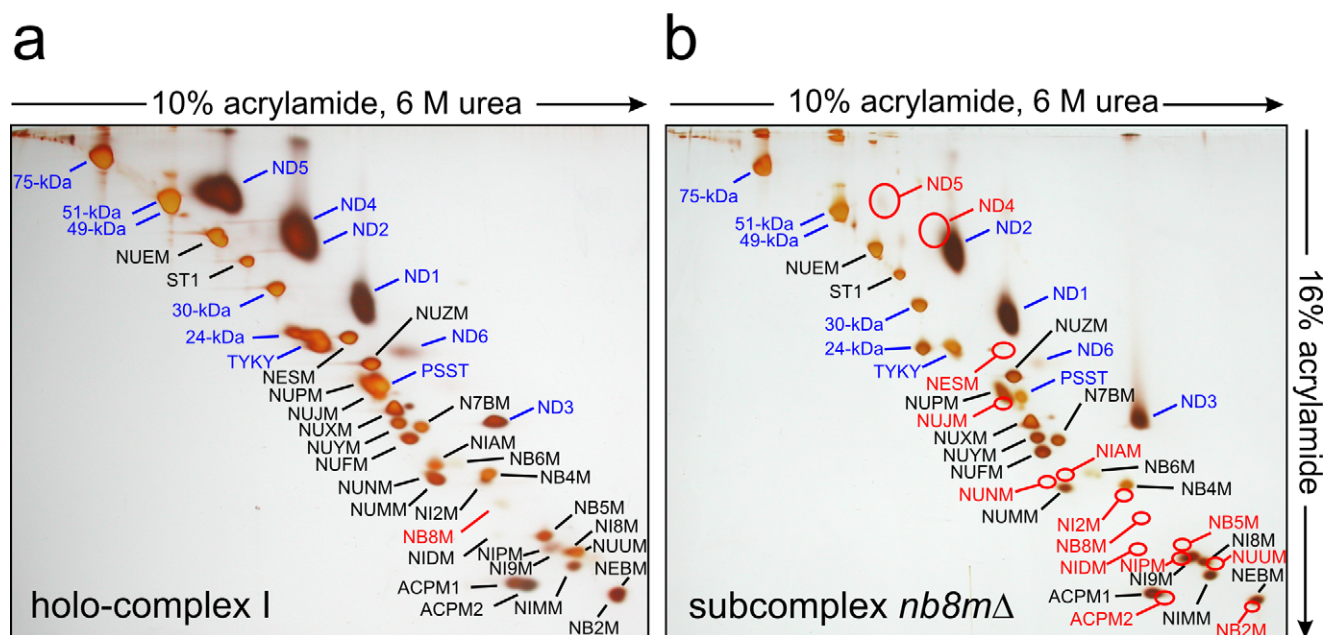 a
10% acrylamide, 6 M urea
75-kDa
ND5
51-kDa
49-kDa
ND4
ND2
NUEM
ST1
ND1
30-kDa
NUZM
24-kDa
ND6
TYKY
NESM
PSST
NUPM
NUJM
N7BM
ND3
NUXM
NUYM
NUFM
NIAM
NB6M
NB4M
NUNM
NUMM
NI2M
NB5M
NB8M
NI8M
NIDM
NIPM
NUUM
NI9M
NEBM
ACPM1
ACPM2
NIMM
NB2M
holo-complex I
b
10% acrylamide, 6 M urea
16% acrylamide
75-kDa
ND5
51-kDa
ND4
49-kDa
ND2
NUEM
ST1
ND1
30-kDa
NUZM
24-kDa
ND6
TYKY
NESM
PSST
NUPM
N7BM
ND3
NUJM
NUXM
NUYM
NUFM
NIAM
NB6M
NUNM
NB4M
NUMM
NI2M
NB5M
NB8M
NI8M
NIDM
NUUM
NIPM
NI9M
NEBM
ACPM1
NIMM
ACPM2
NB2M
subcomplex nb8mΔ